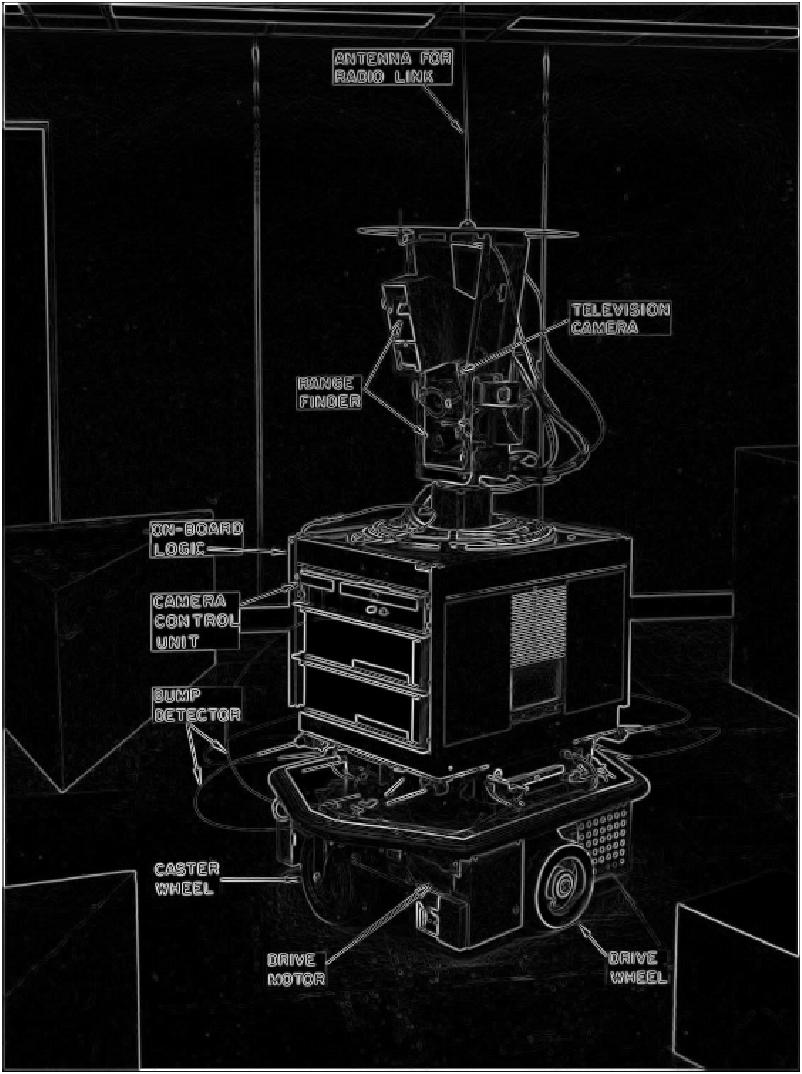 ANTENNA FOR
RADIO LINK
TELEVISION
CAMERA
RANGE
FINDER
ON-BOARD
LOGIC
CAMERA
CONTROL
UNIT
BUMP
DETECTOR
CASTER
WHEEL
DRIVE
MOTOR
DRIVE
WHEEL